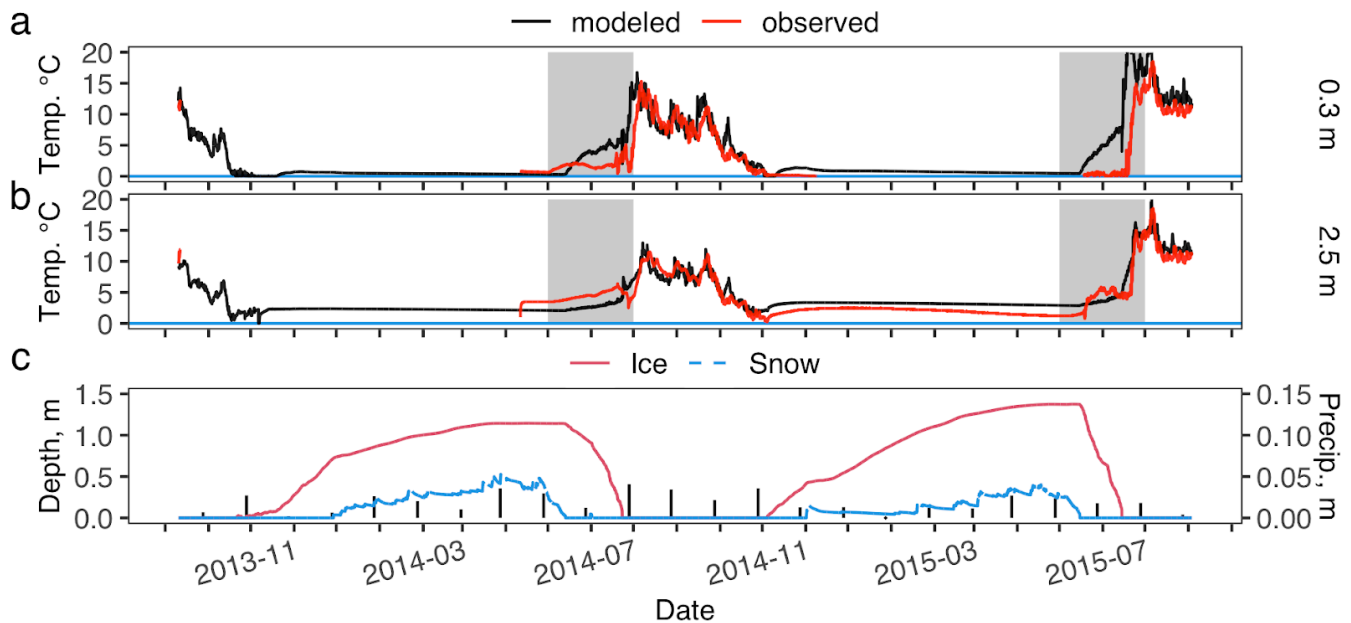 a
modeled observed
20
15
10
5
0
Temp. °C
0.3 m
b
20
15
10
5
0
Temp. °C
2.5 m
c
Ice Snow
1.5
1.0
0.5
0.0
Depth, m
0.15
0.10
0.05
0.00
Precip., m
2013-11 2014-03 2014-07 2014-11 2015-03 2015-07
Date